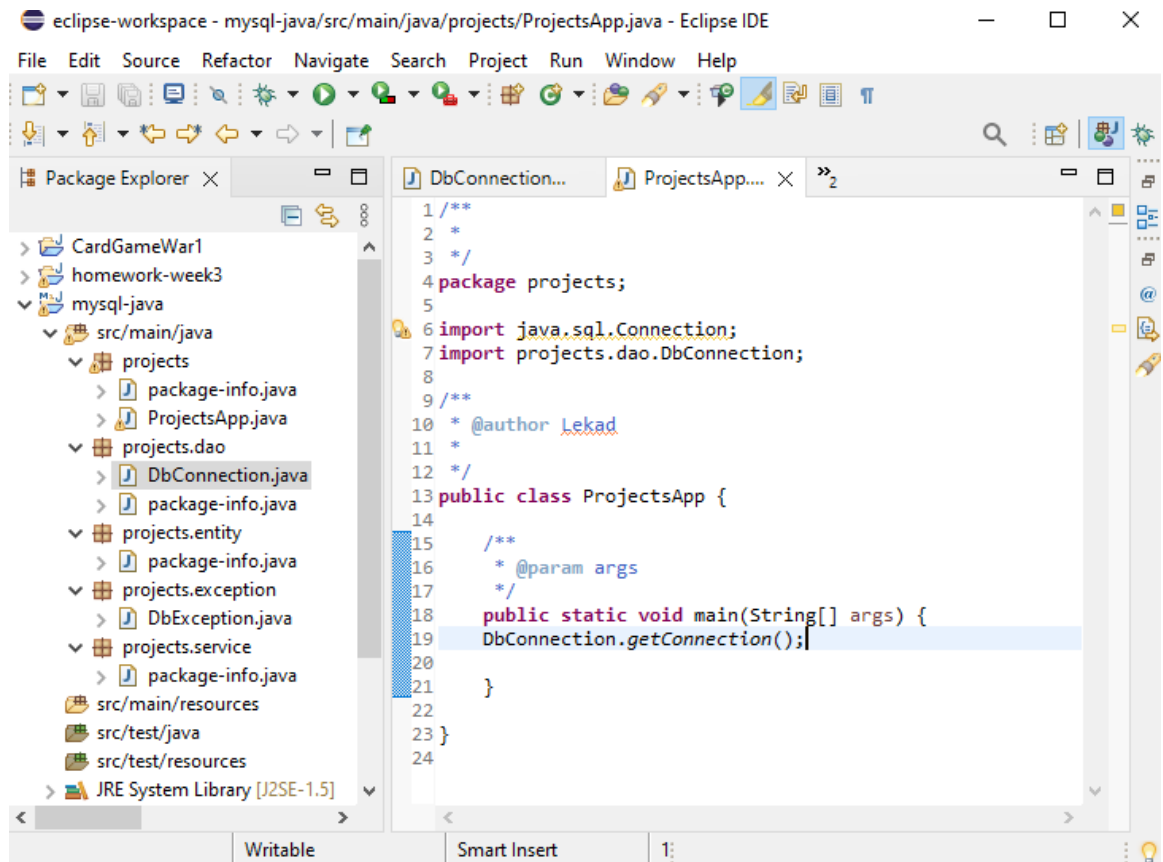 eclipse-workspace - mysql-java/src/main/java/projects/ProjectsApp.java - Eclipse IDE
File Edit Source Refactor Navigate Search Project Run Window Help
Package Explorer
CardGameWar1
homework-week3
mysql-java
src/main/java
projects
package-info.java
ProjectsApp.java
projects.dao
DbConnection.java
package-info.java
projects.entity
package-info.java
projects.exception
DbException.java
projects.service
package-info.java
src/main/resources
src/test/java
src/test/resources
JRE System Library [J2SE-1.5]
DbConnection... ProjectsApp.... »2
1 /**
2 *
3 */
4 package projects;
5
6 import java.sql.Connection;
7 import projects.dao.DbConnection;
8
9 /**
10 * @author Lekad
11 *
12 */
13 public class ProjectsApp {
14
15 /**
16 * @param args
17 */
18 public static void main(String[] args) {
19 DbConnection.getConnection();
20
21 }
22
23 }
24
Writable Smart Insert 1